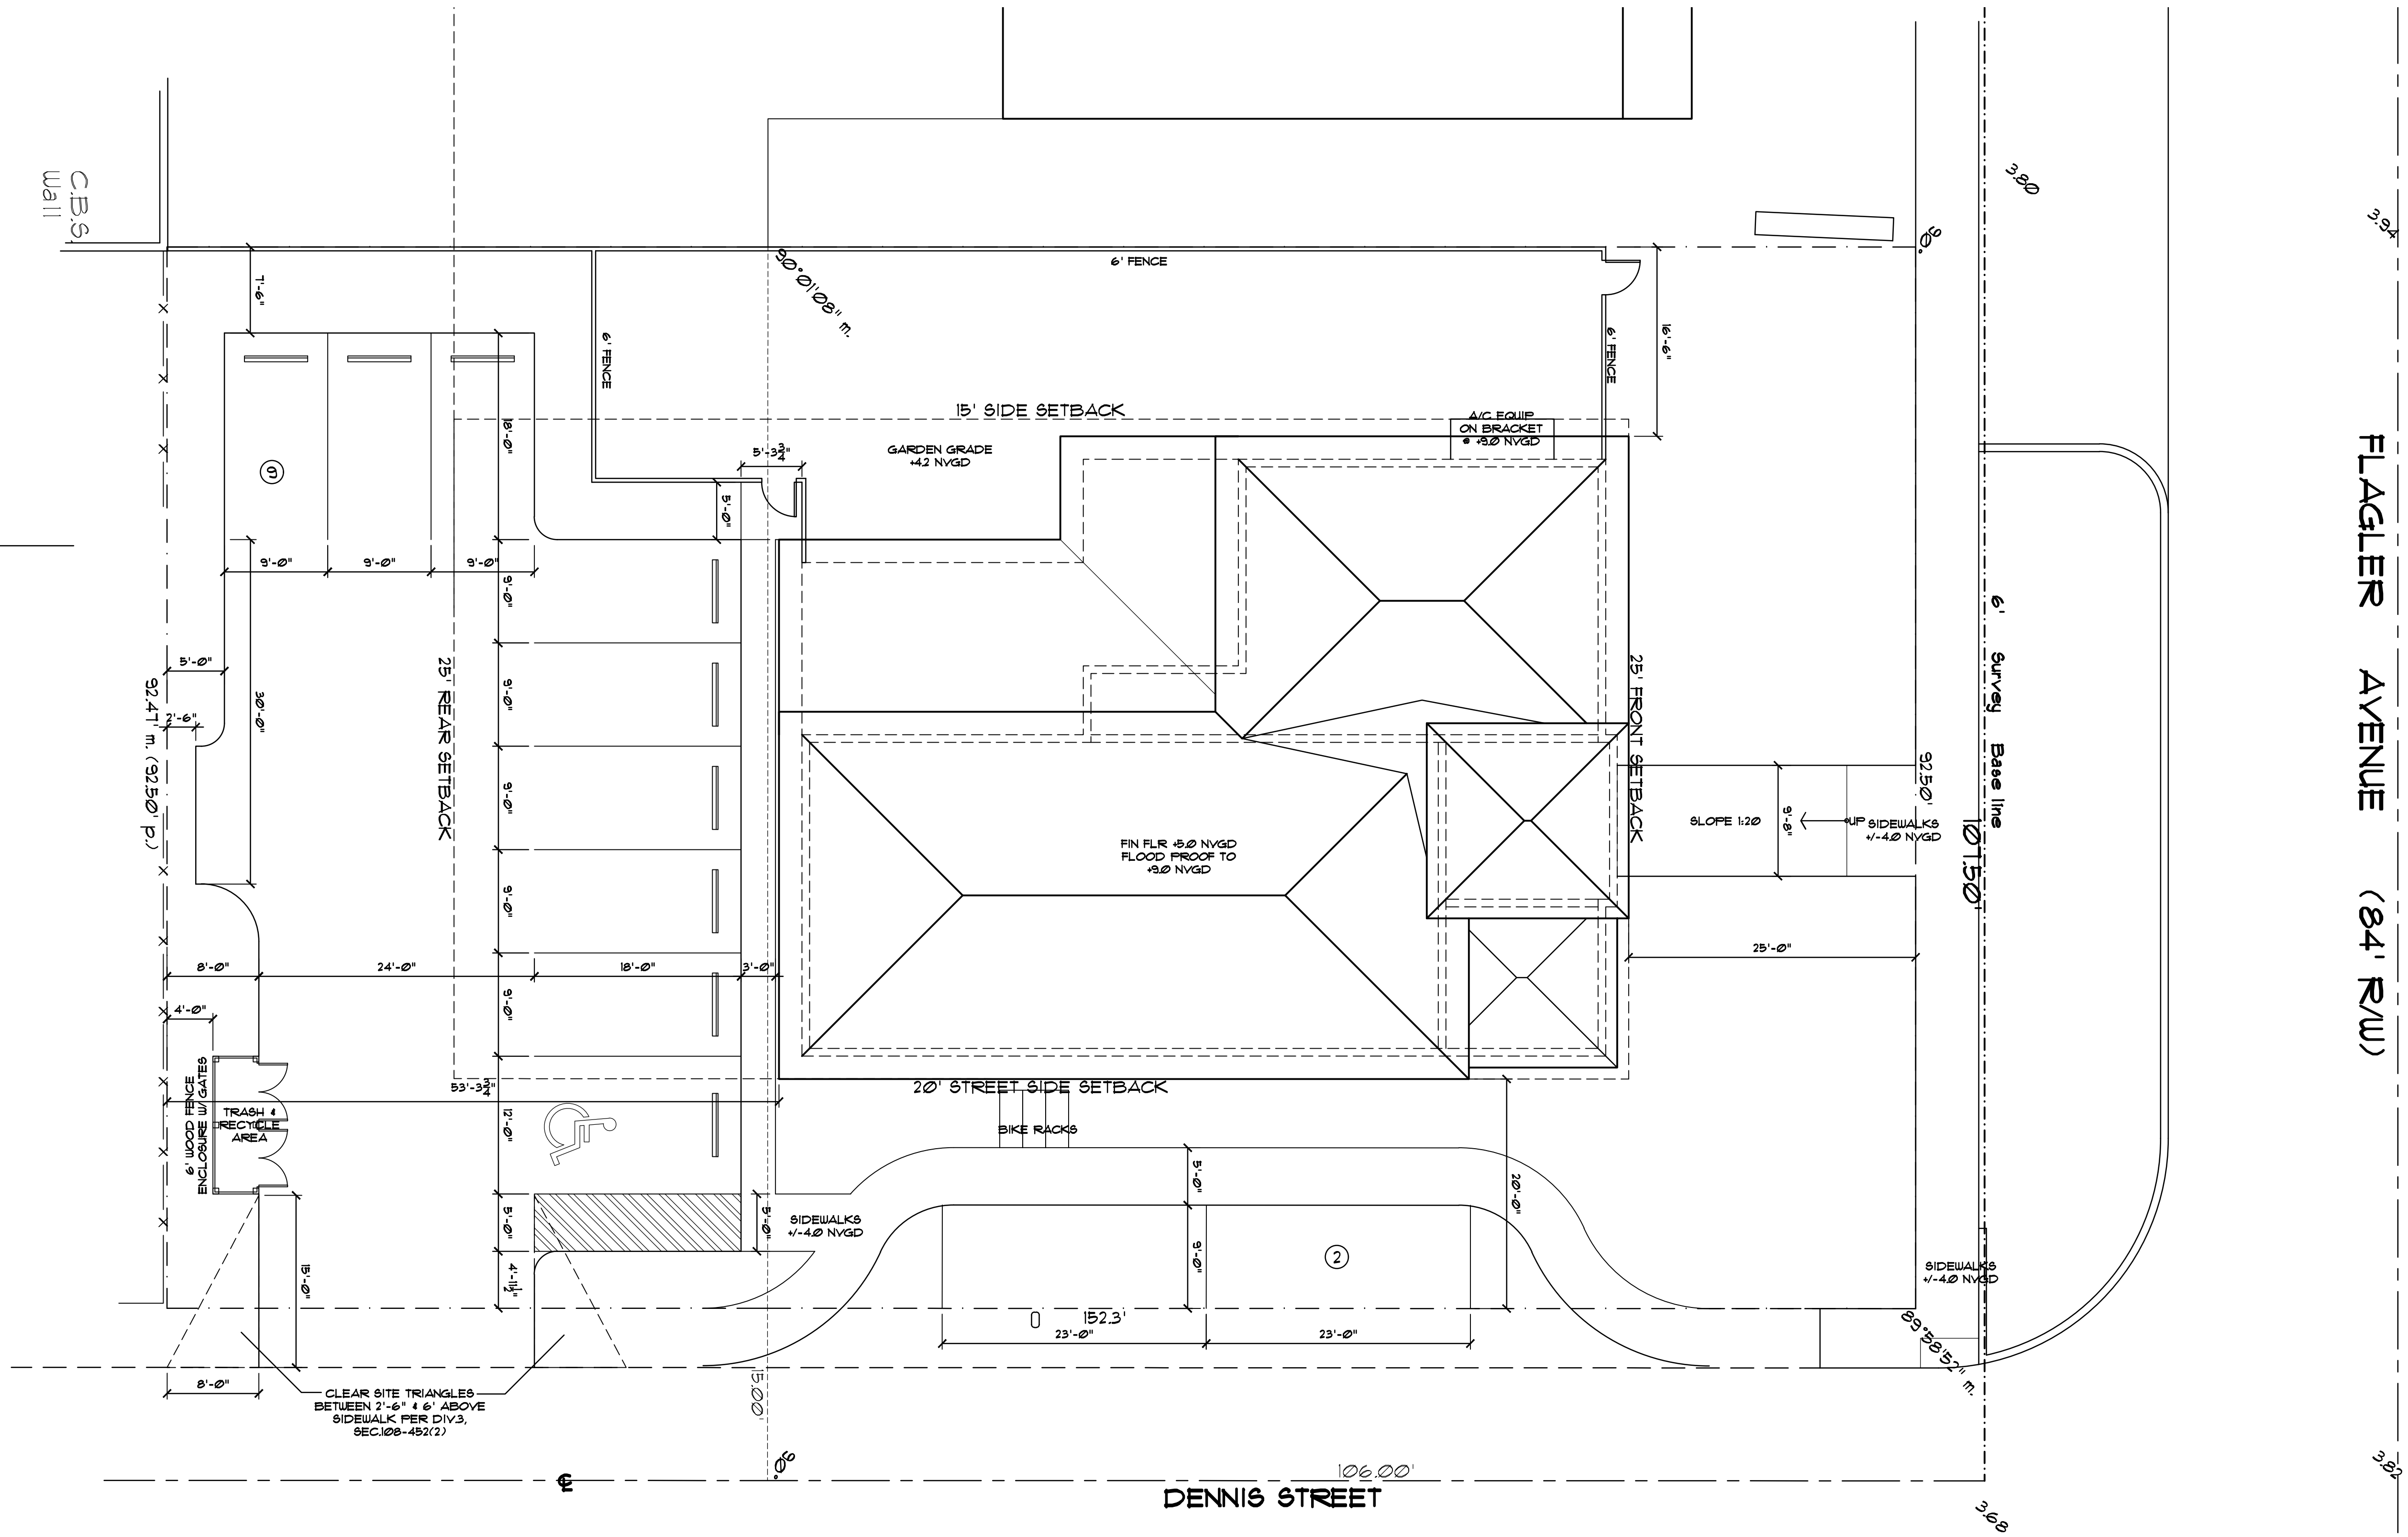 C.B.S.
Wall
3.80
3.94
90°
6' FENCE
90°01'08" m.
7'-6"
6' FENCE
6' FENCE
16'-6"
15' SIDE SETBACK
A/C EQUIP
ON BRACKET
@ +9.0 NVGD
GARDEN GRADE
+4.2 NVGD
5'-3 3/4"
18'-0"
5'-0"
9'-0"
9'-0"
9'-0"
9'-0"
9'-0"
9'-0"
9'-0"
9'-0"
12'-0"
5'-0"
4'-11 1/2"
5'-0"
2'-6"
30'-0"
92.47' m. (92.50' p.)
25' REAR SETBACK
25' FRONT SETBACK
FIN FLR +5.0 NVGD
FLOOD PROOF TO
+9.0 NVGD
SLOPE 1:20
9'-8"
UP
SIDEWALKS
+/-4.0 NVGD
92.50'
107.50'
6' Survey Base line
FLAGLER AVENUE (84' R/W)
25'-0"
8'-0"
24'-0"
18'-0"
3'-0"
4'-0"
6' WOOD FENCE
ENCLOSURE W/ GATES
TRASH &
RECYCLE
AREA
53'-3 3/4"
20' STREET SIDE SETBACK
BIKE RACKS
5'-0"
SIDEWALKS
+/-4.0 NVGD
5'-0"
9'-0"
2
20'-0"
SIDEWALKS
+/-4.0 NVGD
15'-0"
152.3'
23'-0"
23'-0"
89°58'52" m.
8'-0"
CLEAR SITE TRIANGLES
BETWEEN 2'-6" & 6' ABOVE
SIDEWALK PER DIV.3,
SEC.108-452(2)
90°
106.00'
DENNIS STREET
3.82
3.68